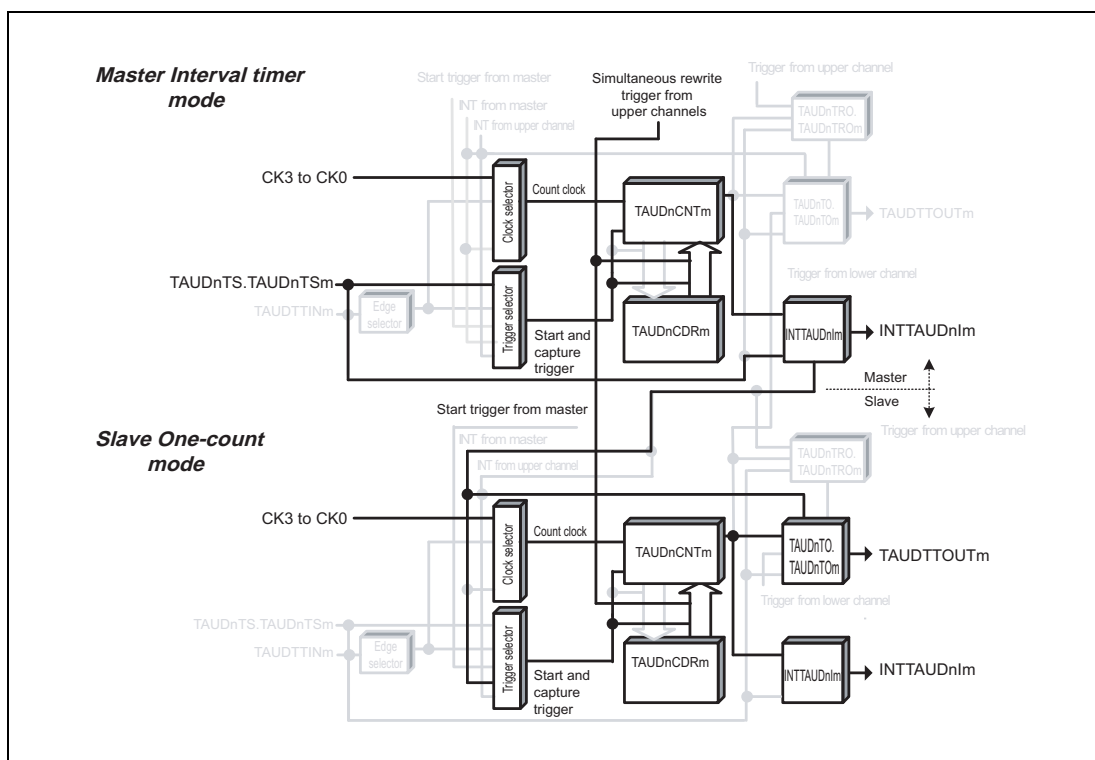 Master Interval timer
mode
Start trigger from master
INT from master
INT from upper channel
Simultaneous rewrite
trigger from
upper channels
Trigger from upper channel
TAUDnTRO.
TAUDnTROm
CK3 to CK0
Clock selector
Count clock
TAUDnCNTm
TAUDnTO.
TAUDnTOm
TAUDTTOUTm
TAUDnTS.TAUDnTSm
TAUDTTINm
Edge
selector
Trigger selector
Start and
capture
trigger
TAUDnCDRm
Trigger from lower channel
INTTAUDnIm
INTTAUDnIm
Master
Slave
Start trigger from master
Slave One-count
mode
INT from master
INT from upper channel
Trigger from upper channel
TAUDnTRO.
TAUDnTROm
CK3 to CK0
Clock selector
Count clock
TAUDnCNTm
TAUDnTO.
TAUDnTOm
TAUDTTOUTm
Trigger from lower channel
TAUDnTS.TAUDnTSm
TAUDTTINm
Edge
selector
Trigger selector
Start and
capture
trigger
TAUDnCDRm
INTTAUDnIm
INTTAUDnIm